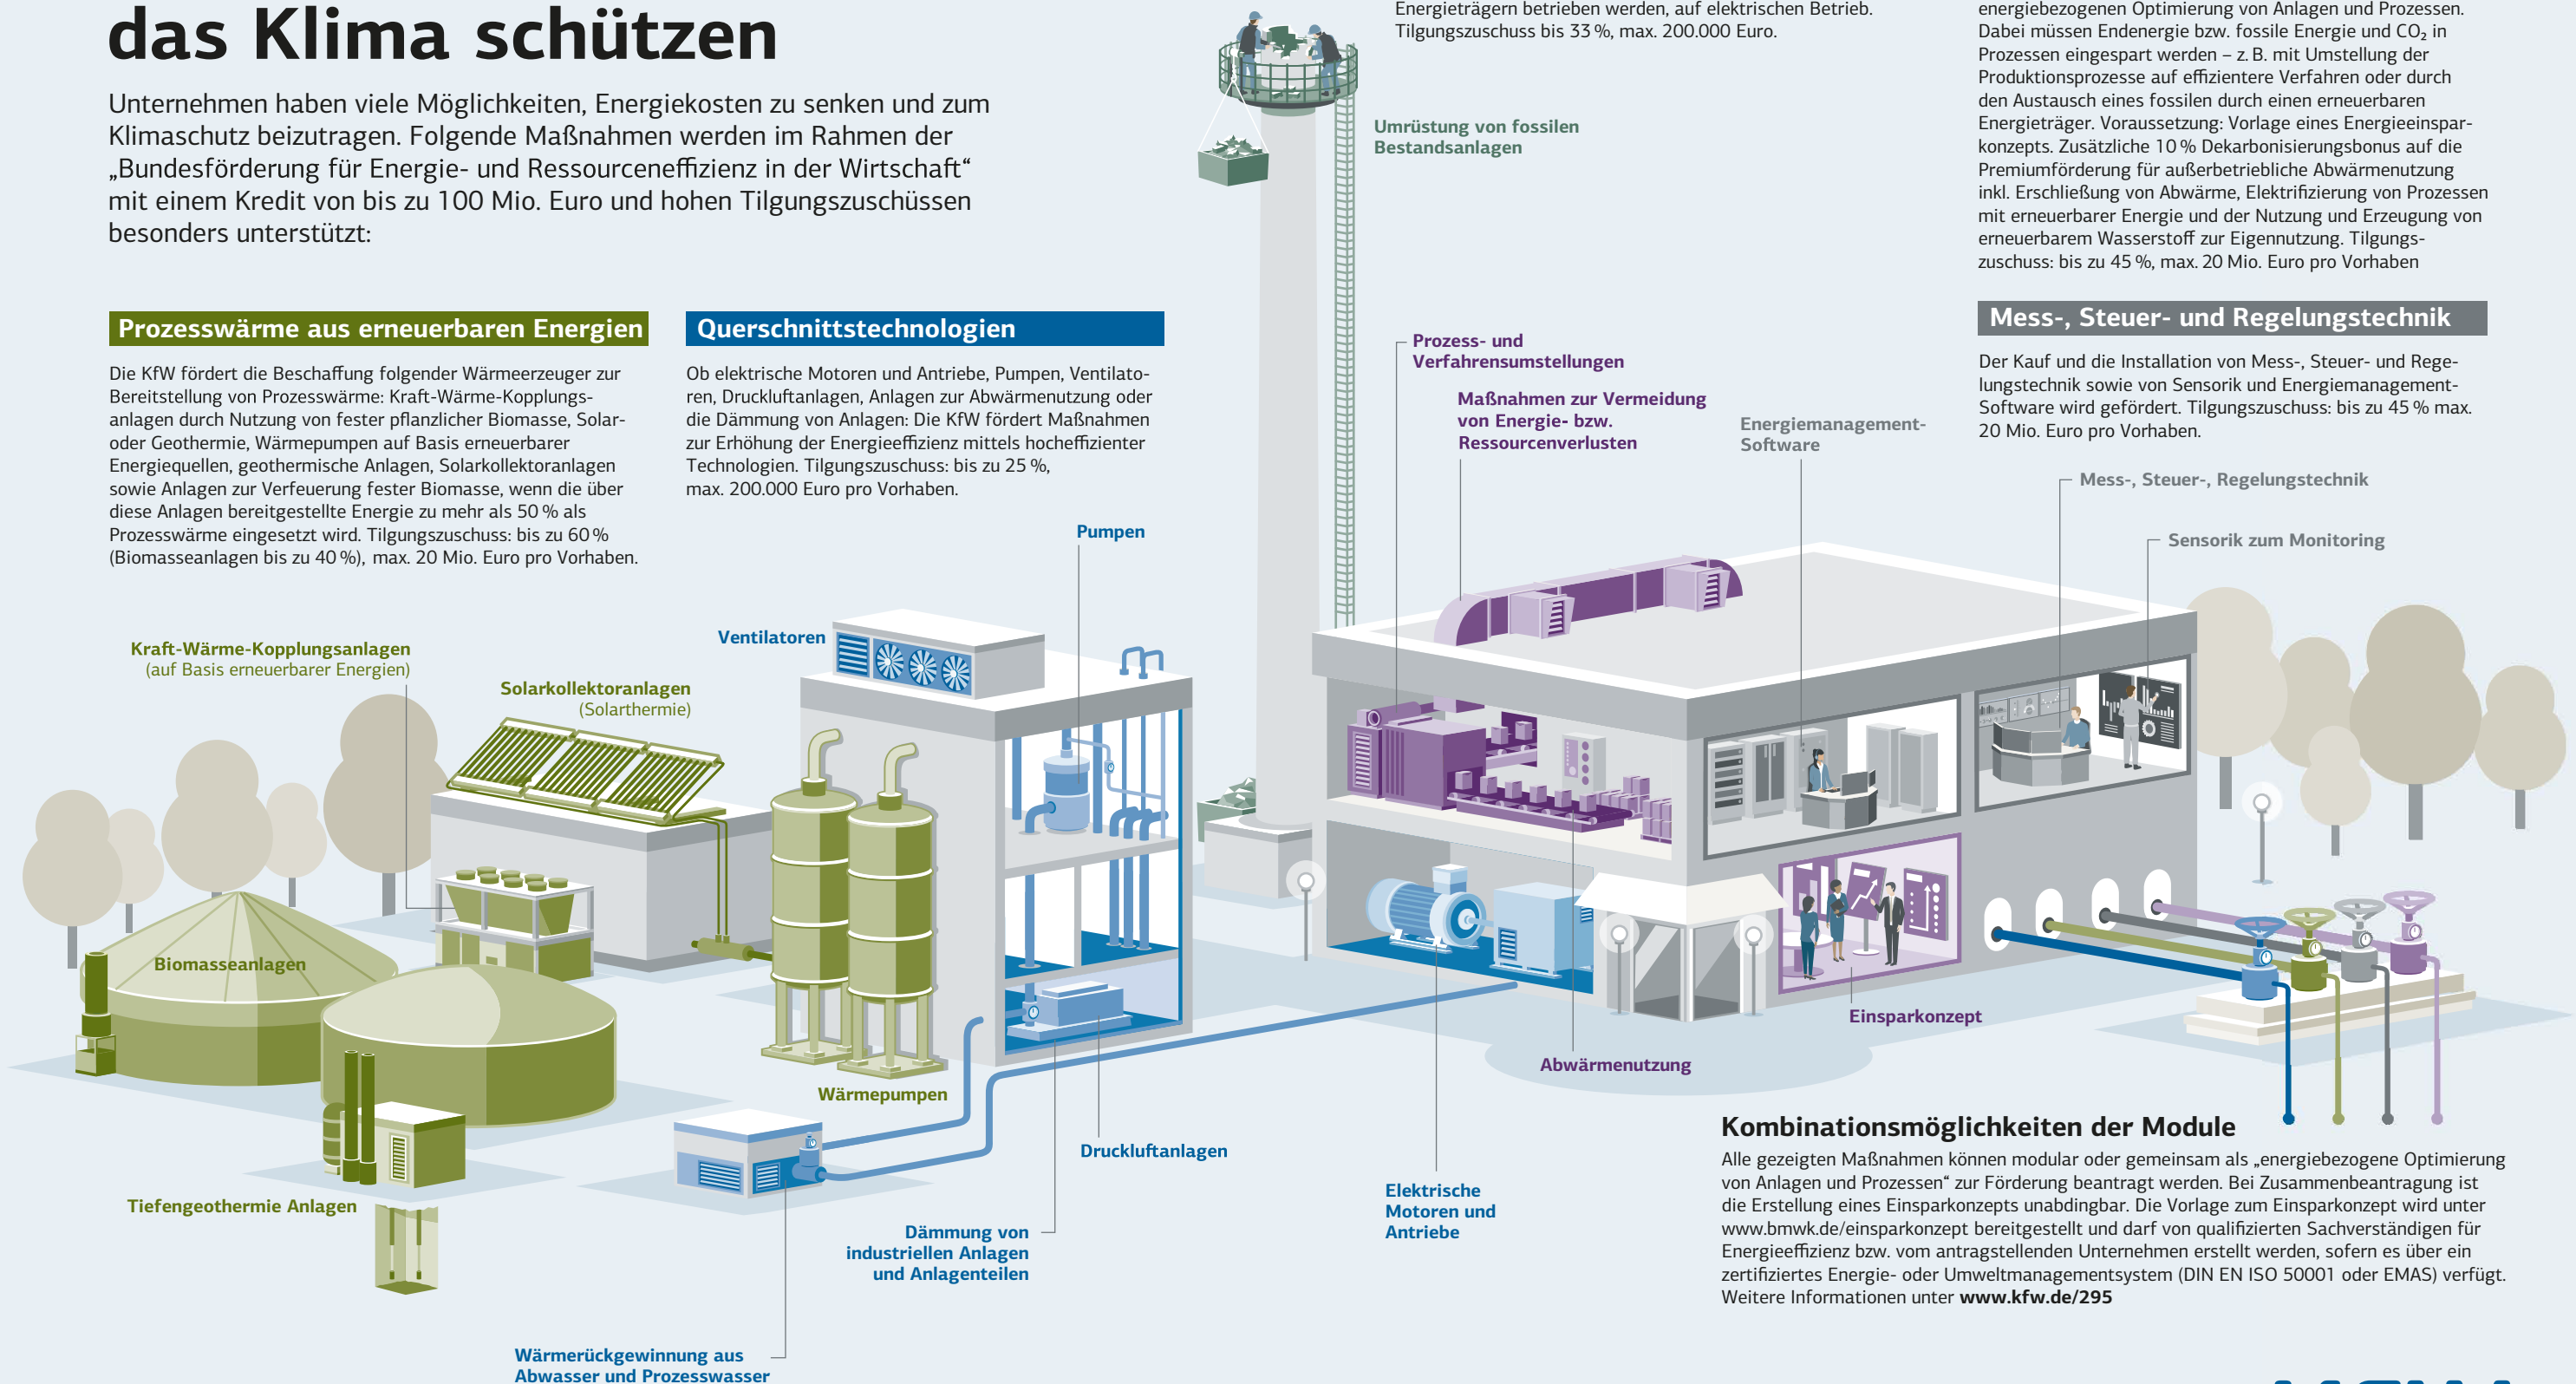 das Klima schützen
Unternehmen haben viele Möglichkeiten, Energiekosten zu senken und zum
Klimaschutz beizutragen. Folgende Maßnahmen werden im Rahmen der
„Bundesförderung für Energie- und Ressourceneffizienz in der Wirtschaft“
mit einem Kredit von bis zu 100 Mio. Euro und hohen Tilgungszuschüssen
besonders unterstützt:
Energieträgern betrieben werden, auf elektrischen Betrieb.
Tilgungszuschuss bis 33 %, max. 200.000 Euro.
Umrüstung von fossilen
Bestandsanlagen
energiebezogenen Optimierung von Anlagen und Prozessen.
Dabei müssen Endenergie bzw. fossile Energie und CO₂ in
Prozessen eingespart werden – z. B. mit Umstellung der
Produktionsprozesse auf effizientere Verfahren oder durch
den Austausch eines fossilen durch einen erneuerbaren
Energieträger. Voraussetzung: Vorlage eines Energieeinspar-
konzepts. Zusätzliche 10 % Dekarbonisierungsbonus auf die
Premiumförderung für außerbetriebliche Abwärmenutzung
inkl. Erschließung von Abwärme, Elektrifizierung von Prozessen
mit erneuerbarer Energie und der Nutzung und Erzeugung von
erneuerbarem Wasserstoff zur Eigennutzung. Tilgungs-
zuschuss: bis zu 45 %, max. 20 Mio. Euro pro Vorhaben
Prozesswärme aus erneuerbaren Energien
Die KfW fördert die Beschaffung folgender Wärmeerzeuger zur
Bereitstellung von Prozesswärme: Kraft-Wärme-Kopplungs-
anlagen durch Nutzung von fester pflanzlicher Biomasse, Solar-
oder Geothermie, Wärmepumpen auf Basis erneuerbarer
Energiequellen, geothermische Anlagen, Solarkollektoranlagen
sowie Anlagen zur Verfeuerung fester Biomasse, wenn die über
diese Anlagen bereitgestellte Energie zu mehr als 50 % als
Prozesswärme eingesetzt wird. Tilgungszuschuss: bis zu 60 %
(Biomasseanlagen bis zu 40 %), max. 20 Mio. Euro pro Vorhaben.
Querschnittstechnologien
Ob elektrische Motoren und Antriebe, Pumpen, Ventilato-
ren, Druckluftanlagen, Anlagen zur Abwärmenutzung oder
die Dämmung von Anlagen: Die KfW fördert Maßnahmen
zur Erhöhung der Energieeffizienz mittels hocheffizienter
Technologien. Tilgungszuschuss: bis zu 25 %,
max. 200.000 Euro pro Vorhaben.
Mess-, Steuer- und Regelungstechnik
Der Kauf und die Installation von Mess-, Steuer- und Rege-
lungstechnik sowie von Sensorik und Energiemanagement-
Software wird gefördert. Tilgungszuschuss: bis zu 45 % max.
20 Mio. Euro pro Vorhaben.
Prozess- und
Verfahrensumstellungen
Maßnahmen zur Vermeidung
von Energie- bzw.
Ressourcenverlusten
Energiemanagement-
Software
Mess-, Steuer-, Regelungstechnik
Sensorik zum Monitoring
Pumpen
Ventilatoren
Kraft-Wärme-Kopplungsanlagen
(auf Basis erneuerbarer Energien)
Solarkollektoranlagen
(Solarthermie)
Biomasseanlagen
Wärmepumpen
Tiefengeothermie Anlagen
Druckluftanlagen
Dämmung von
industriellen Anlagen
und Anlagenteilen
Wärmerückgewinnung aus
Abwasser und Prozesswasser
Elektrische
Motoren und
Antriebe
Abwärmenutzung
Einsparkonzept
Kombinationsmöglichkeiten der Module
Alle gezeigten Maßnahmen können modular oder gemeinsam als „energiebezogene Optimierung
von Anlagen und Prozessen“ zur Förderung beantragt werden. Bei Zusammenbeantragung ist
die Erstellung eines Einsparkonzepts unabdingbar. Die Vorlage zum Einsparkonzept wird unter
www.bmwk.de/einsparkonzept bereitgestellt und darf von qualifizierten Sachverständigen für
Energieeffizienz bzw. vom antragstellenden Unternehmen erstellt werden, sofern es über ein
zertifiziertes Energie- oder Umweltmanagementsystem (DIN EN ISO 50001 oder EMAS) verfügt.
Weitere Informationen unter www.kfw.de/295